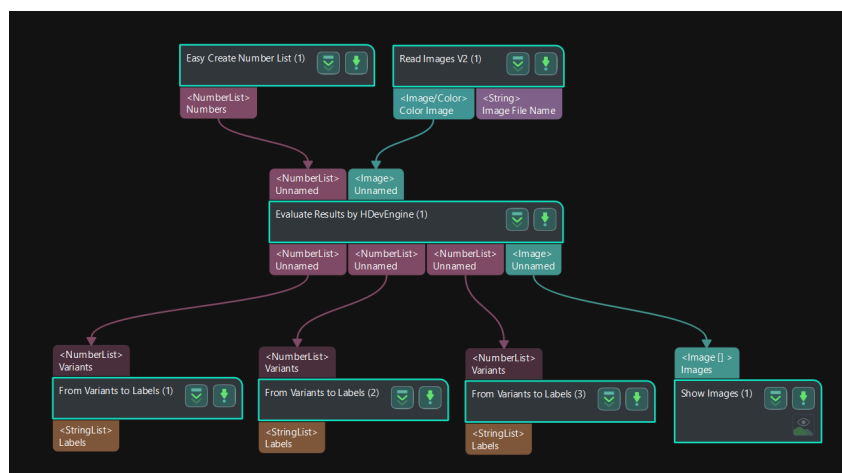 Easy Create Number List (1)
Read Images V2 (1)
<NumberList>
Numbers
<Image/Color>
Color Image
<String>
Image File Name
<NumberList>
Unnamed
<Image>
Unnamed
Evaluate Results by HDevEngine (1)
<NumberList>
Unnamed
<NumberList>
Unnamed
<NumberList>
Unnamed
<Image>
Unnamed
<NumberList>
Variants
<NumberList>
Variants
<NumberList>
Variants
<Image [] >
Images
From Variants to Labels (1)
From Variants to Labels (2)
From Variants to Labels (3)
Show Images (1)
<StringList>
Labels
<StringList>
Labels
<StringList>
Labels